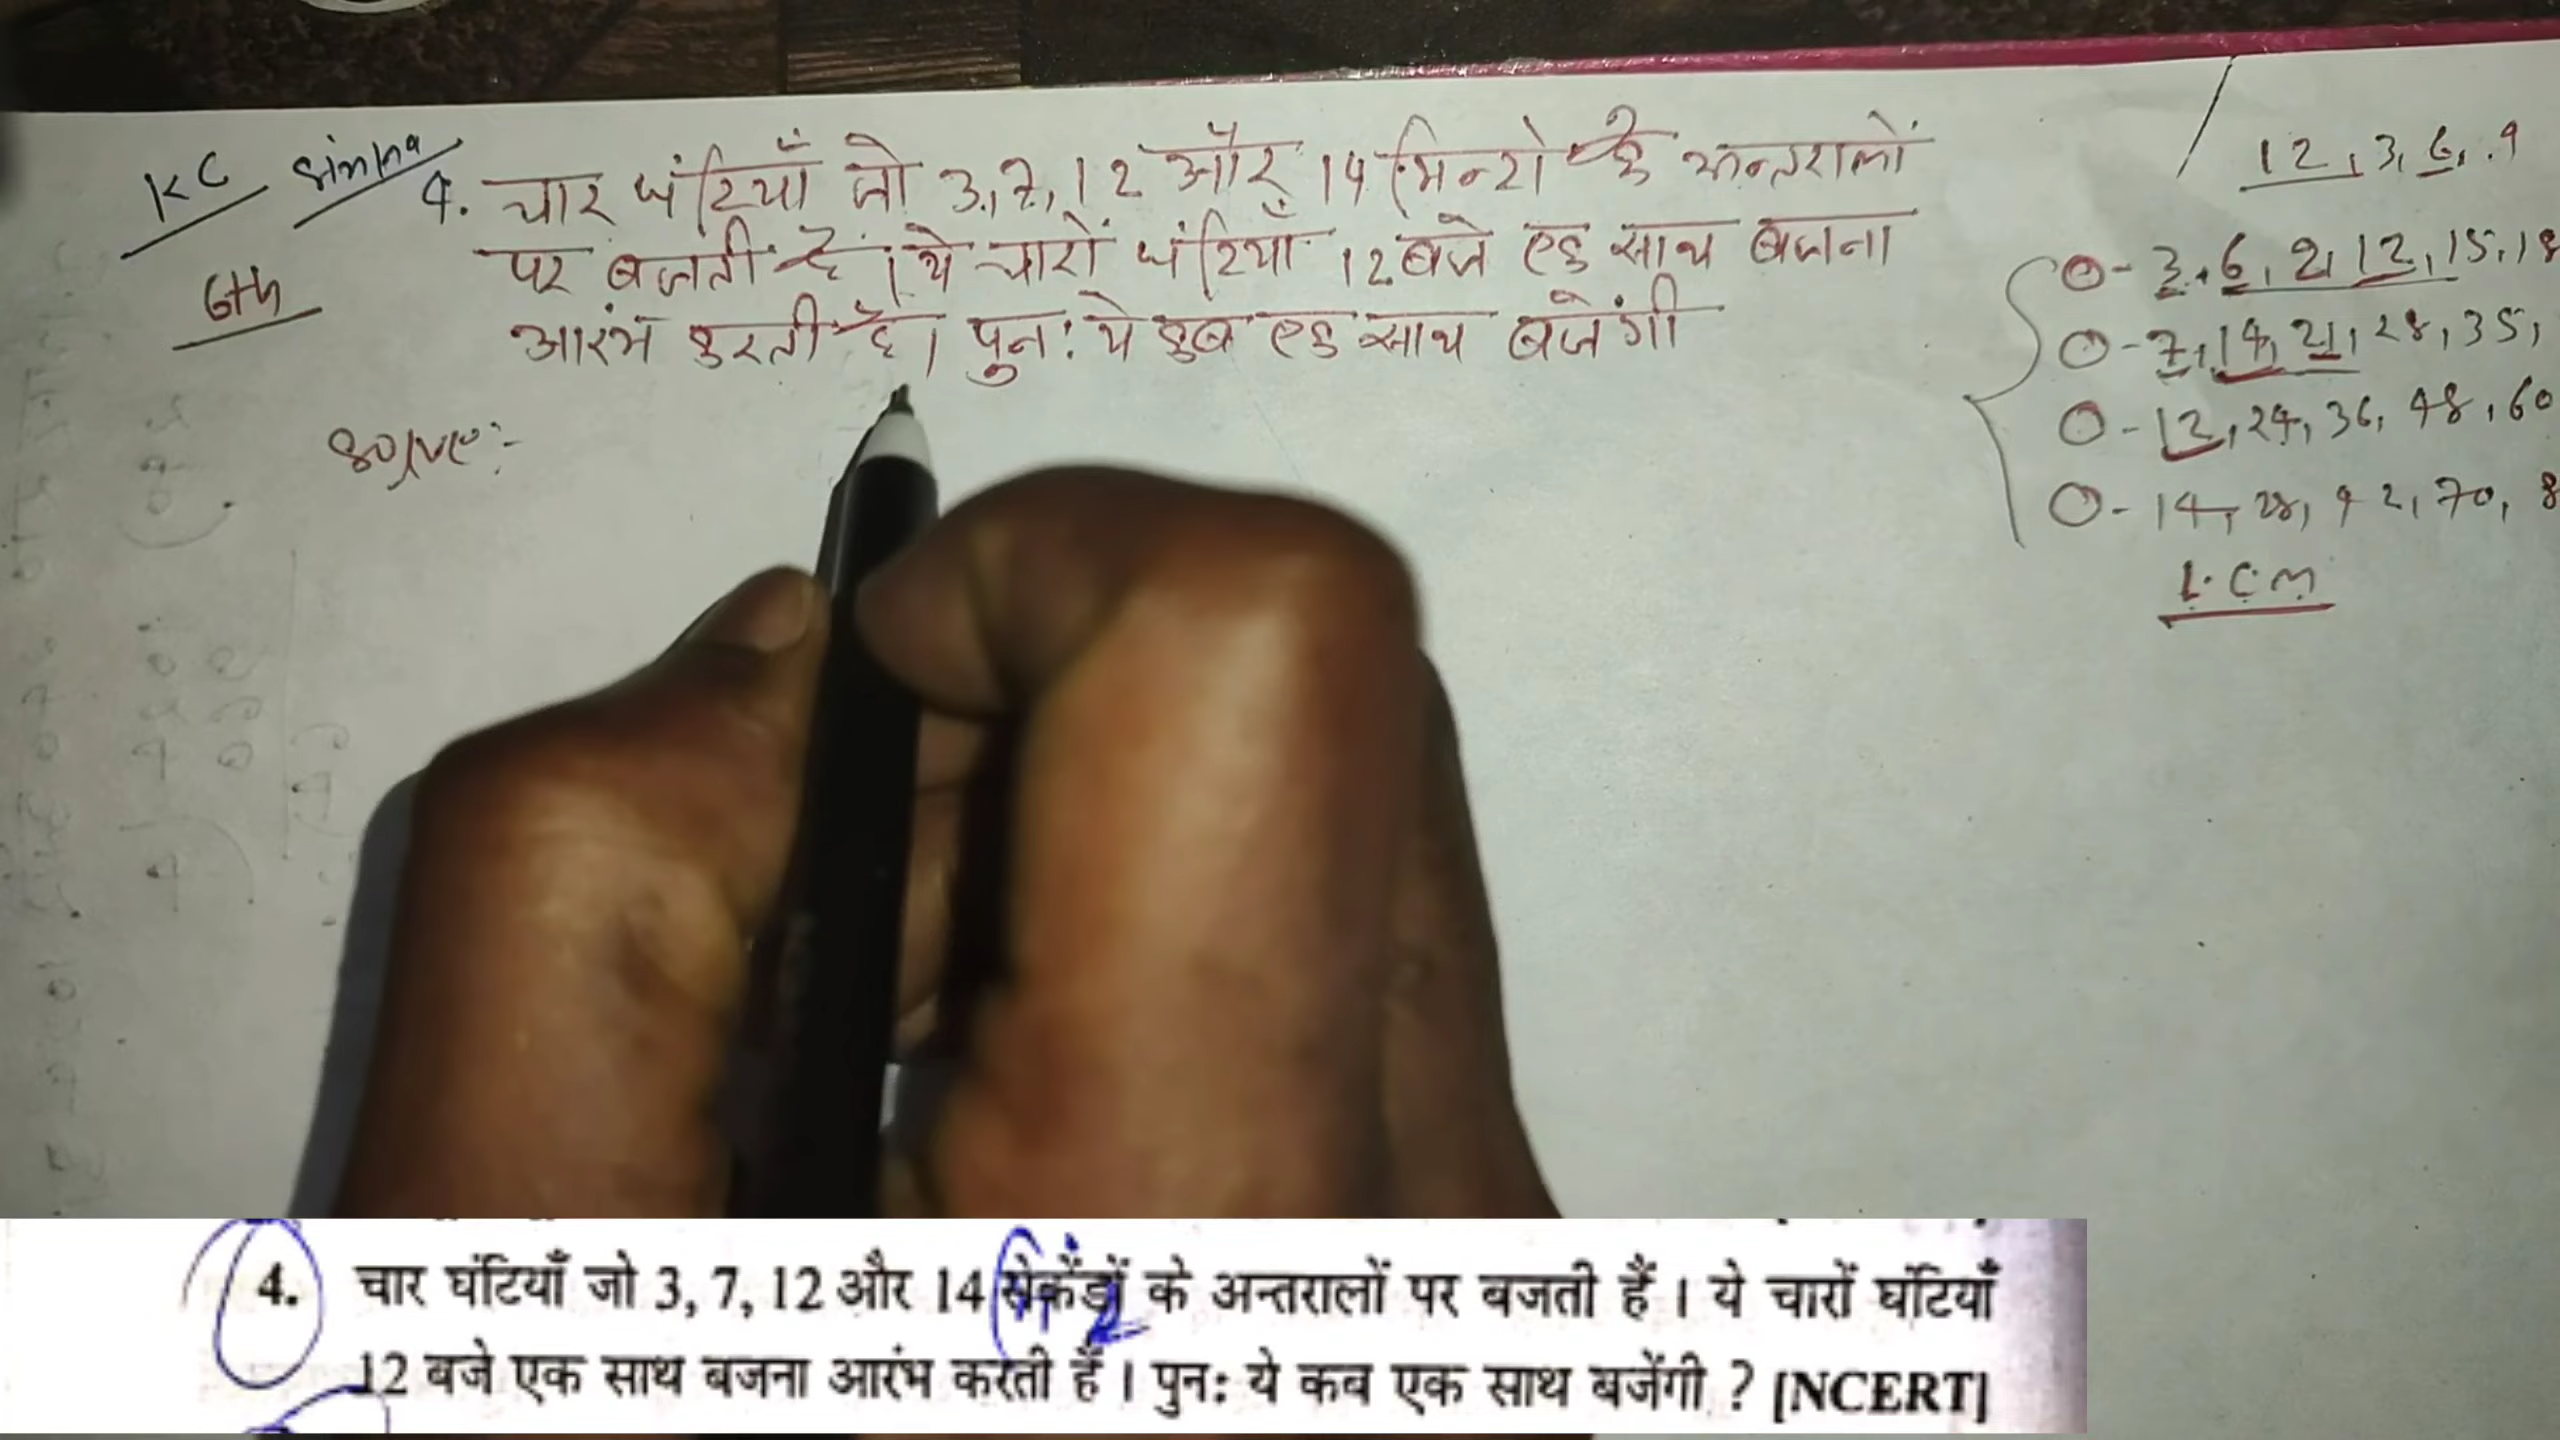 KC Sinha
6th
4. चार घंटियाँ जो 3, 7, 12 और 14 मिन्टो के अन्तरालों
पर बजती है। ये चारों घंटियाँ 12 बजे एक साथ बजना
आरंभ करती है। पुन: ये कब एक साथ बजेंगी
Solve:-
12, 3, 6, 9
O- 3, 6, 9, 12, 15, 18
O- 7, 14, 21, 28, 35,
O- 12, 24, 36, 48, 60
O- 14, 28, 42, 70, 8
L.C.M
4. चार घंटियाँ जो 3, 7, 12 और 14 सेकेंडों के अन्तरालों पर बजती हैं । ये चारों घंटियाँ
12 बजे एक साथ बजना आरंभ करती हैं । पुन: ये कब एक साथ बजेंगी ? [NCERT]